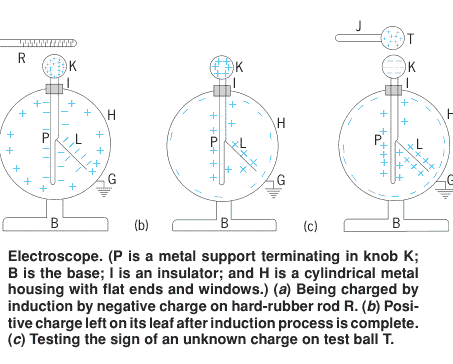 J
T
R
K
K
K
I
I
H
H
H
P
L
P
L
P
L
G
G
B
(b)
B
(c)
B
Electroscope. (P is a metal support terminating in knob K;
B is the base; I is an insulator; and H is a cylindrical metal
housing with flat ends and windows.) (a) Being charged by
induction by negative charge on hard-rubber rod R. (b) Posi-
tive charge left on its leaf after induction process is complete.
(c) Testing the sign of an unknown charge on test ball T.